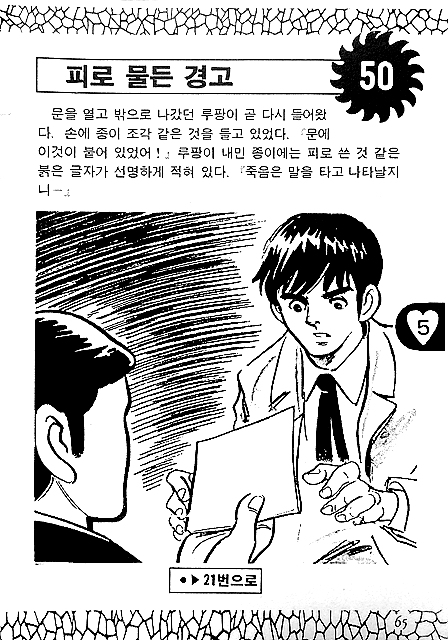 피로 물든 경고
50
문을 열고 밖으로 나갔던 루팡이 곧 다시 들어왔
다. 손에 종이 조각 같은 것을 들고 있었다. 『문에
이것이 붙어 있었어!』 루팡이 내민 종이에는 피로 쓴 것 같은
붉은 글자가 선명하게 적혀 있다. 『죽음은 말을 타고 나타날지
니―』
5
●▶21번으로
65